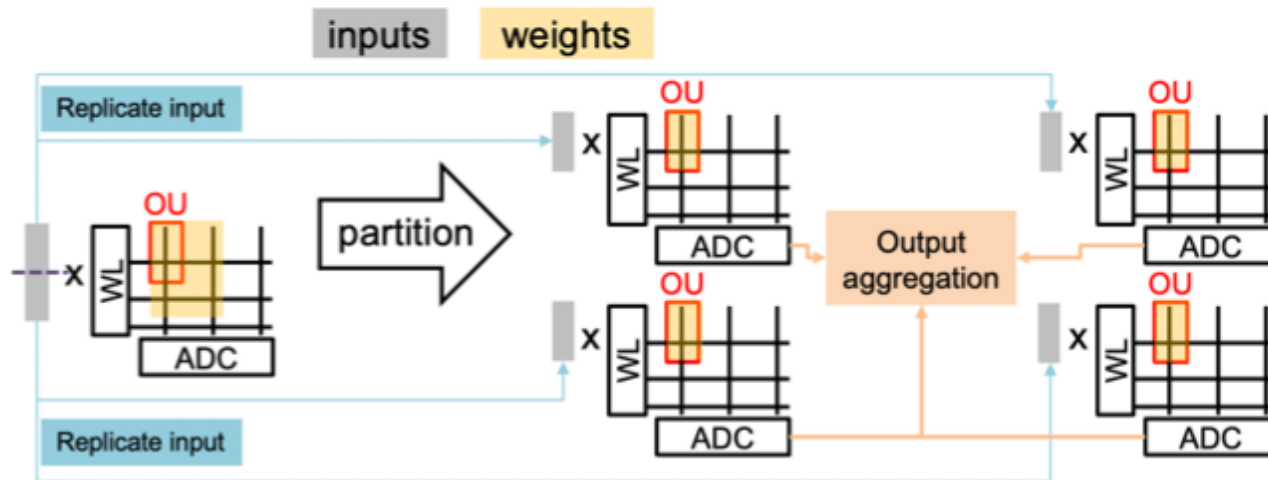 inputs
weights
Replicate input
OU
x
WL
ADC
partition
OU
x
WL
ADC
OU
x
WL
ADC
Output
aggregation
OU
x
WL
ADC
OU
x
WL
ADC
Replicate input